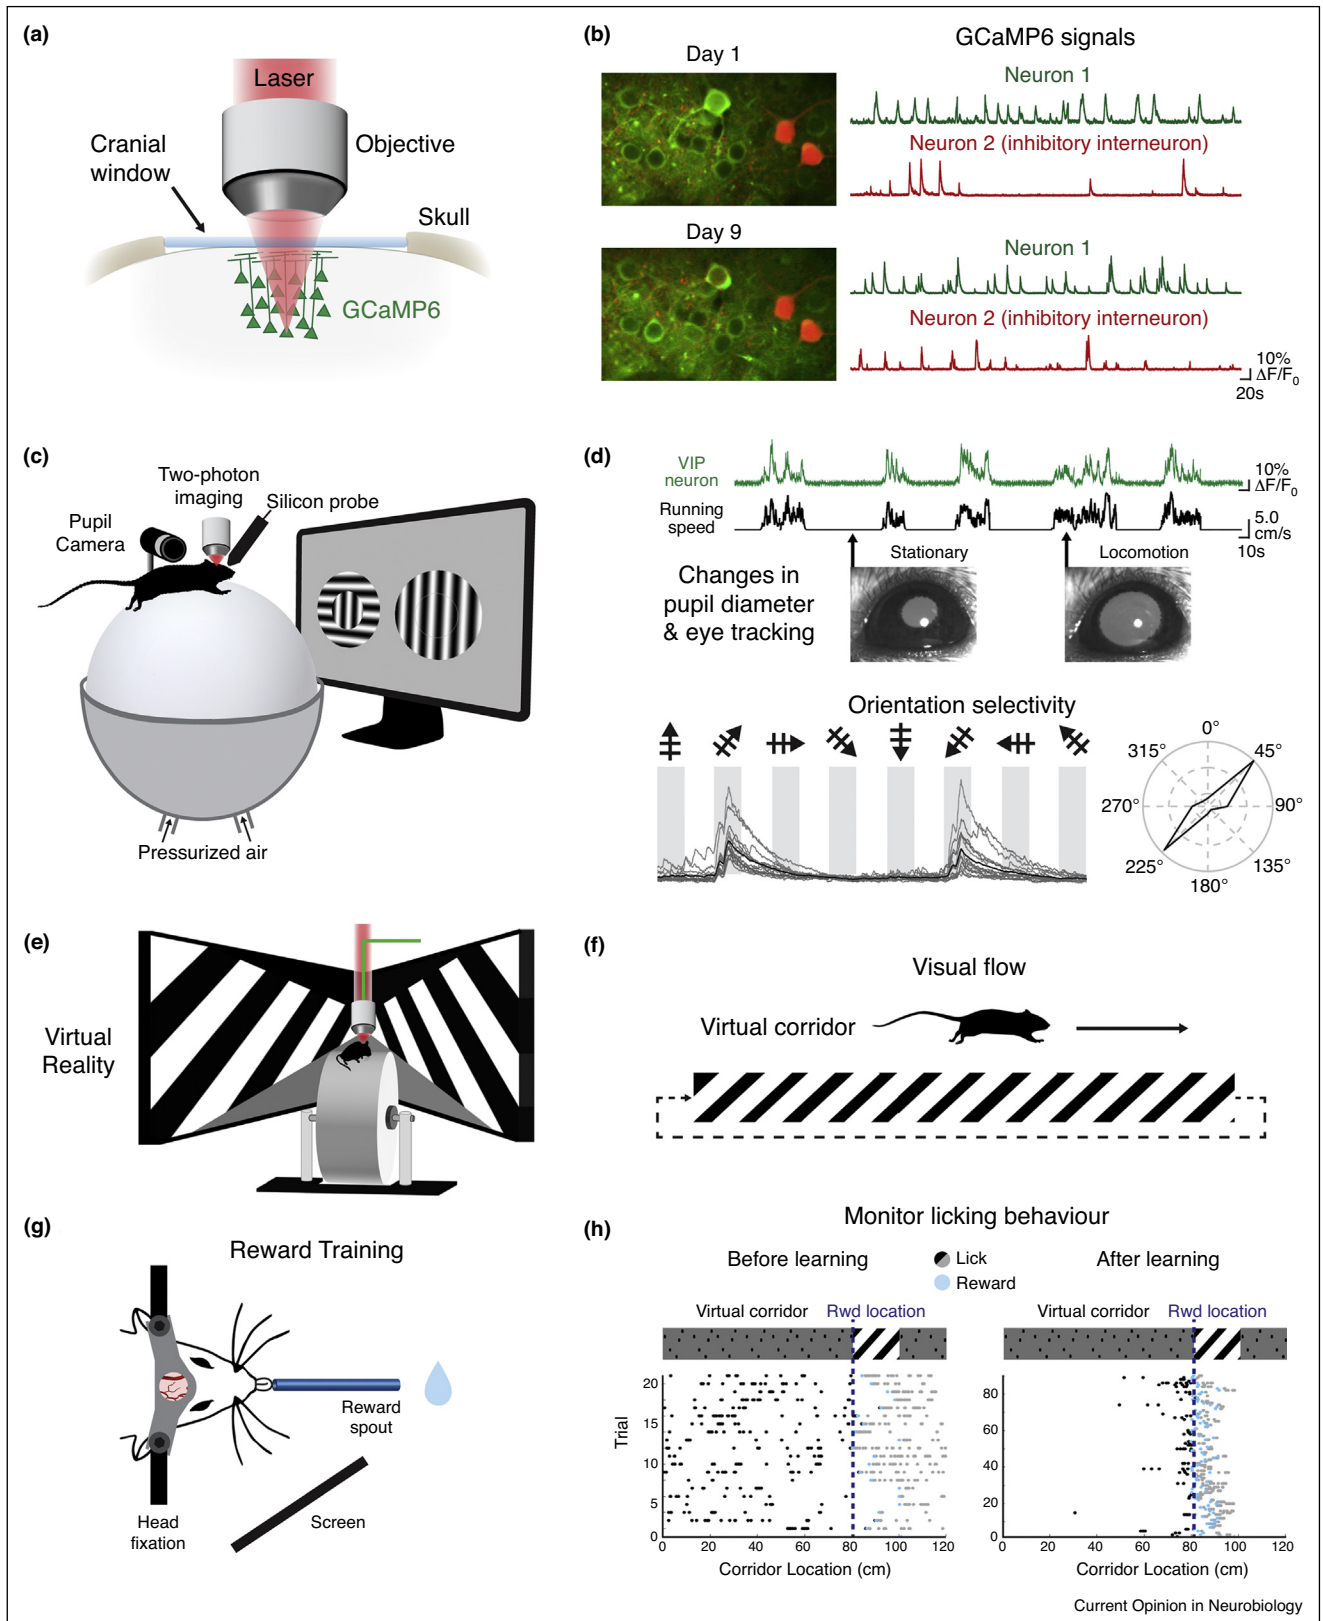 (a)
Laser
Cranial
window
Objective
Skull
GCaMP6
(b)
GCaMP6 signals
Day 1
Neuron 1
Neuron 2 (inhibitory interneuron)
Day 9
Neuron 1
Neuron 2 (inhibitory interneuron)
10%
ΔF/F0
20s
(c)
Two-photon
imaging
Silicon probe
Pupil
Camera
Pressurized air
(d)
VIP
neuron
10%
ΔF/F0
Running
speed
5.0
cm/s
10s
Stationary
Locomotion
Changes in
pupil diameter
& eye tracking
Orientation selectivity
0°
315°
45°
270°
90°
225°
135°
180°
(e)
Virtual
Reality
(f)
Visual flow
Virtual corridor
(g)
Reward Training
Reward
spout
Head
fixation
Screen
(h)
Monitor licking behaviour
Before learning
Lick
Reward
After learning
Virtual corridor
Rwd location
Virtual corridor
Rwd location
Trial
20
15
10
5
0
0
20
40
60
80
100
120
Corridor Location (cm)
80
60
40
20
0
0
20
40
60
80
100
120
Corridor Location (cm)
Current Opinion in Neurobiology